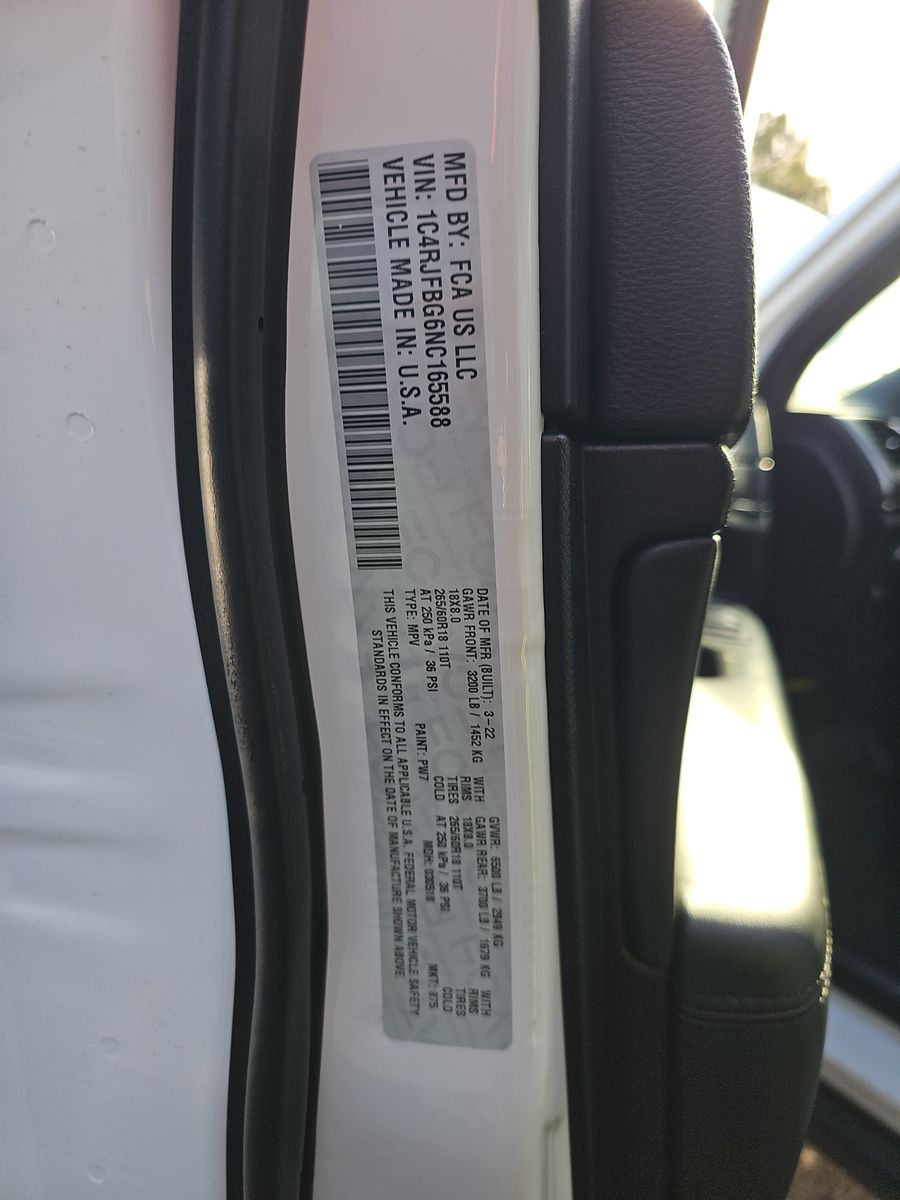 MFD BY: FCA US LLC
VIN: 1C4RJFBG6NC165588
VEHICLE MADE IN: U.S.A.
DATE OF MFR (BUILT): 3-22 GVWR: 6500 LB / 2949 KG
GAWR FRONT: 3200 LB / 1452 KG WITH GAWR REAR: 3700 LB / 1679 KG WITH
18X8.0 RIMS 18X8.0 RIMS
265/60R18 110T TIRES 265/60R18 110T TIRES
AT 250 kPa / 36 PSI COLD AT 250 kPa / 36 PSI COLD
TYPE: MPV PAINT: PW7 MDH: 030518 MKT: 875
THIS VEHICLE CONFORMS TO ALL APPLICABLE U.S.A. FEDERAL MOTOR VEHICLE SAFETY
STANDARDS IN EFFECT ON THE DATE OF MANUFACTURE SHOWN ABOVE.